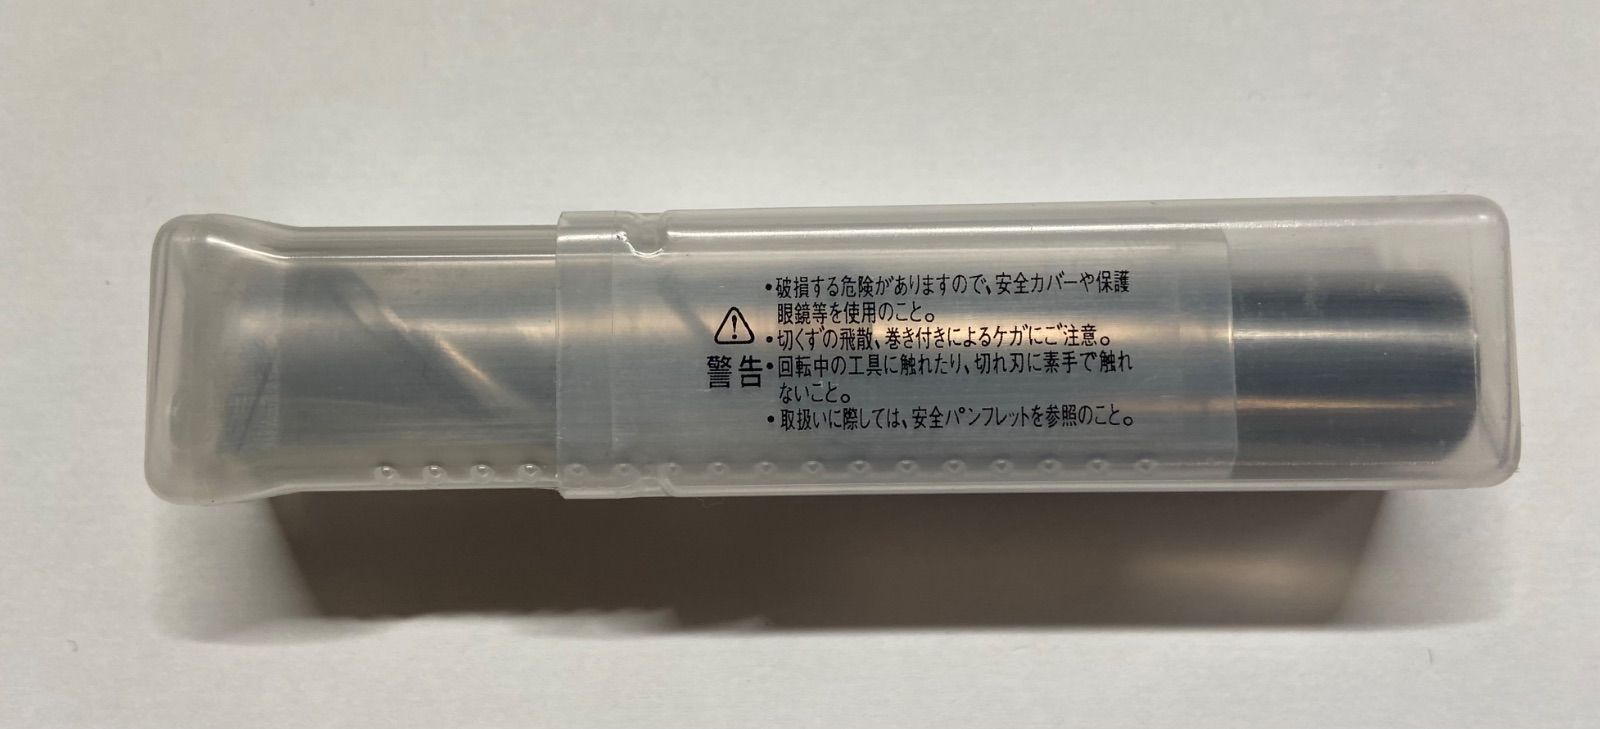 ・破損する危険がありますので、安全カバーや保護
眼鏡等を使用のこと。
・切くずの飛散、巻き付きによるケガにご注意。
警告
・回転中の工具に触れたり、切れ刃に素手で触れ
ないこと。
・取扱いに際しては、安全パンフレットを参照のこと。